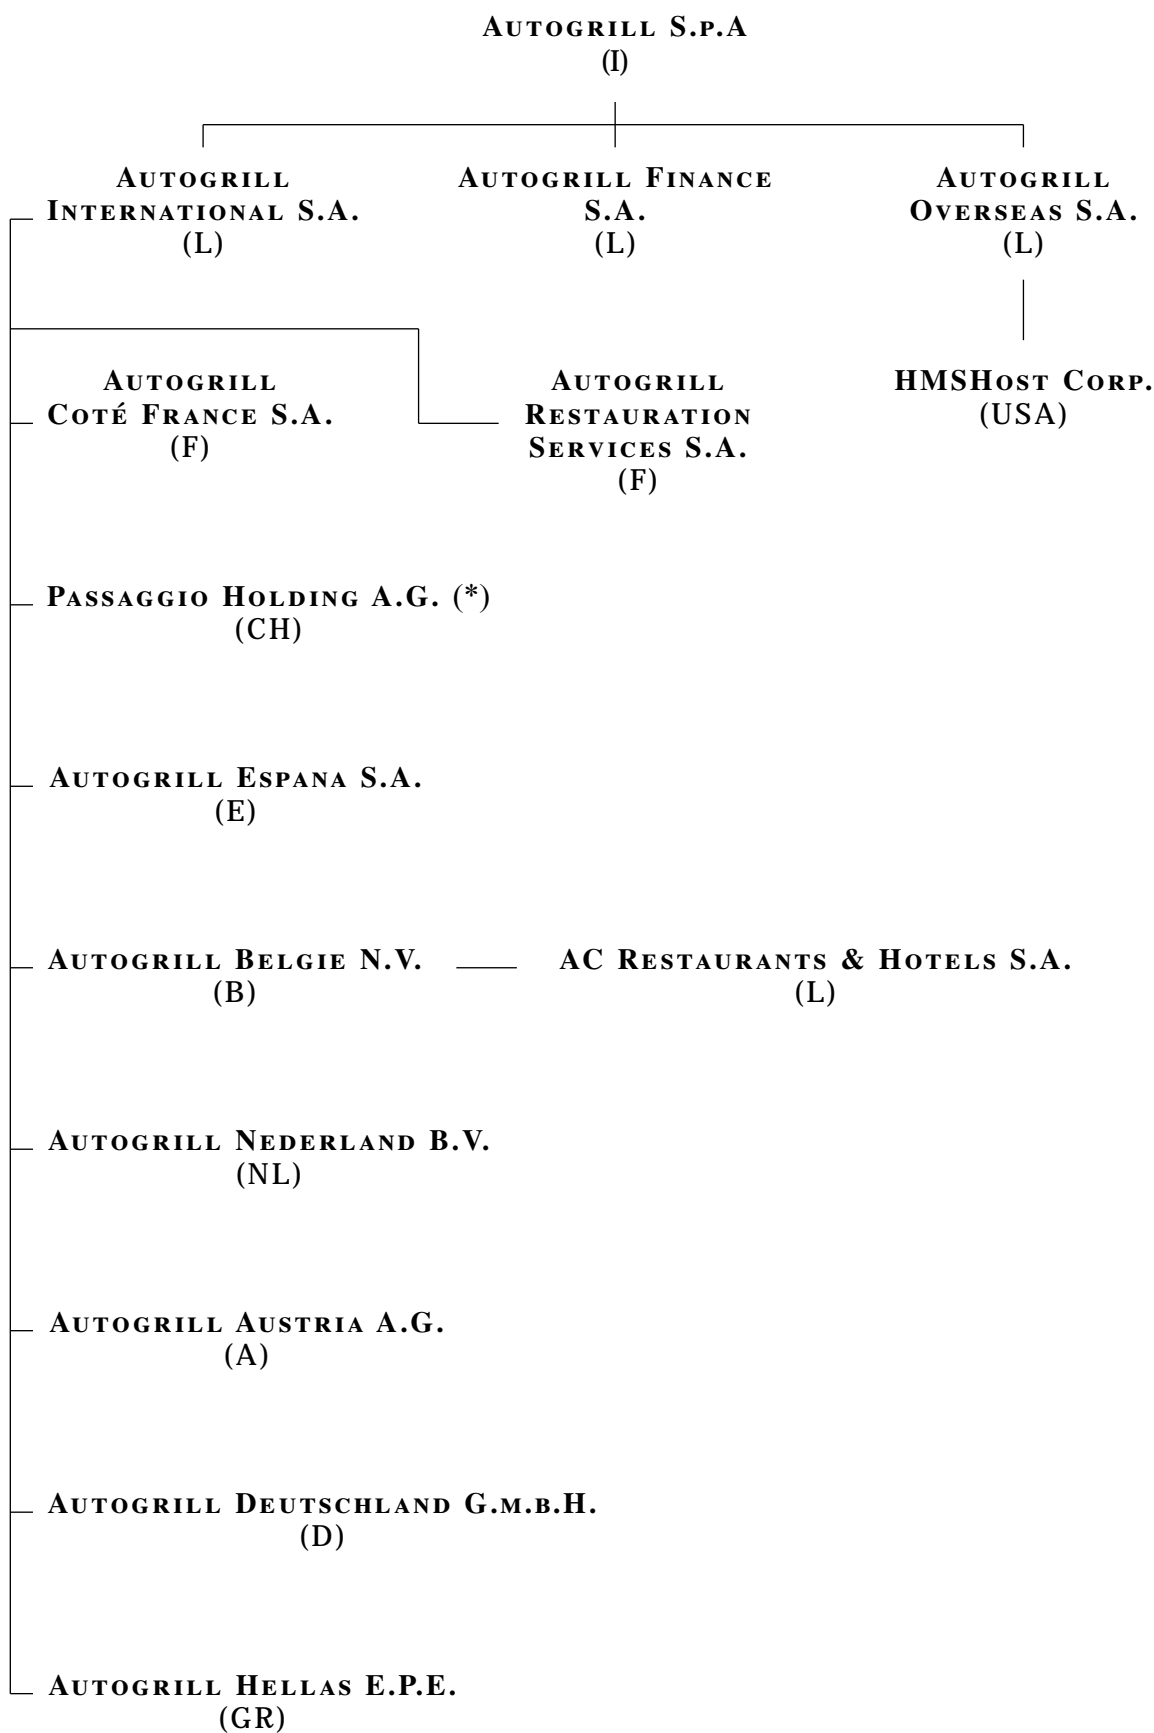 AUTOGRILL S.P.A
(I)
AUTOGRILL
INTERNATIONAL S.A.
(L)
AUTOGRILL FINANCE
S.A.
(L)
AUTOGRILL
OVERSEAS S.A.
(L)
AUTOGRILL
COTÉ FRANCE S.A.
(F)
AUTOGRILL
RESTAURATION
SERVICES S.A.
(F)
HMSHOST CORP.
(USA)
PASSAGGIO HOLDING A.G. (*)
(CH)
AUTOGRILL ESPANA S.A.
(E)
AUTOGRILL BELGIE N.V.
(B)
AC RESTAURANTS & HOTELS S.A.
(L)
AUTOGRILL NEDERLAND B.V.
(NL)
AUTOGRILL AUSTRIA A.G.
(A)
AUTOGRILL DEUTSCHLAND G.M.B.H.
(D)
AUTOGRILL HELLAS E.P.E.
(GR)